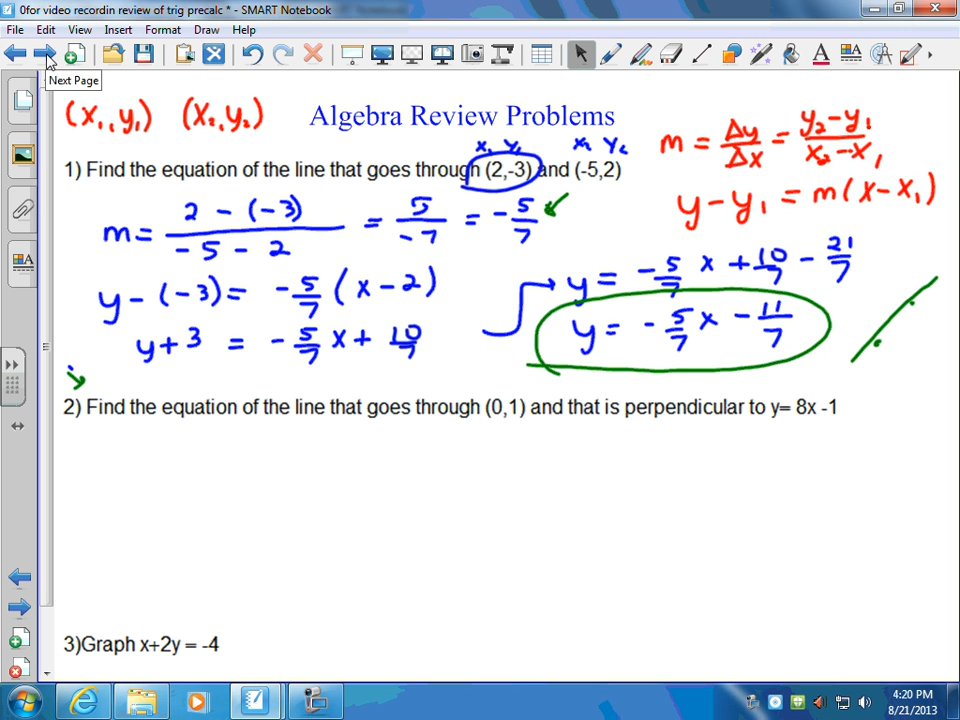 0for video recordin review of trig precalc * - SMART Notebook
File Edit View Insert Format Draw Help
Next Page
(x₁, y₁) (x₂, y₂) Algebra Review Problems
m = Δy/Δx = y₂-y₁/x₂-x₁
x₁ y₁ x₂ y₂
1) Find the equation of the line that goes through (2,-3) and (-5,2)
y - y₁ = m(x - x₁)
m = 2 - (-3)/-5 - 2 = 5/-7 = -5/7
y - (-3) = -5/7 (x - 2)
y = -5/7 x + 10/7 - 21/7
y + 3 = -5/7 x + 10/7
y = -5/7 x - 11/7
2) Find the equation of the line that goes through (0,1) and that is perpendicular to y= 8x -1
3)Graph x+2y = -4
4:20 PM
8/21/2013